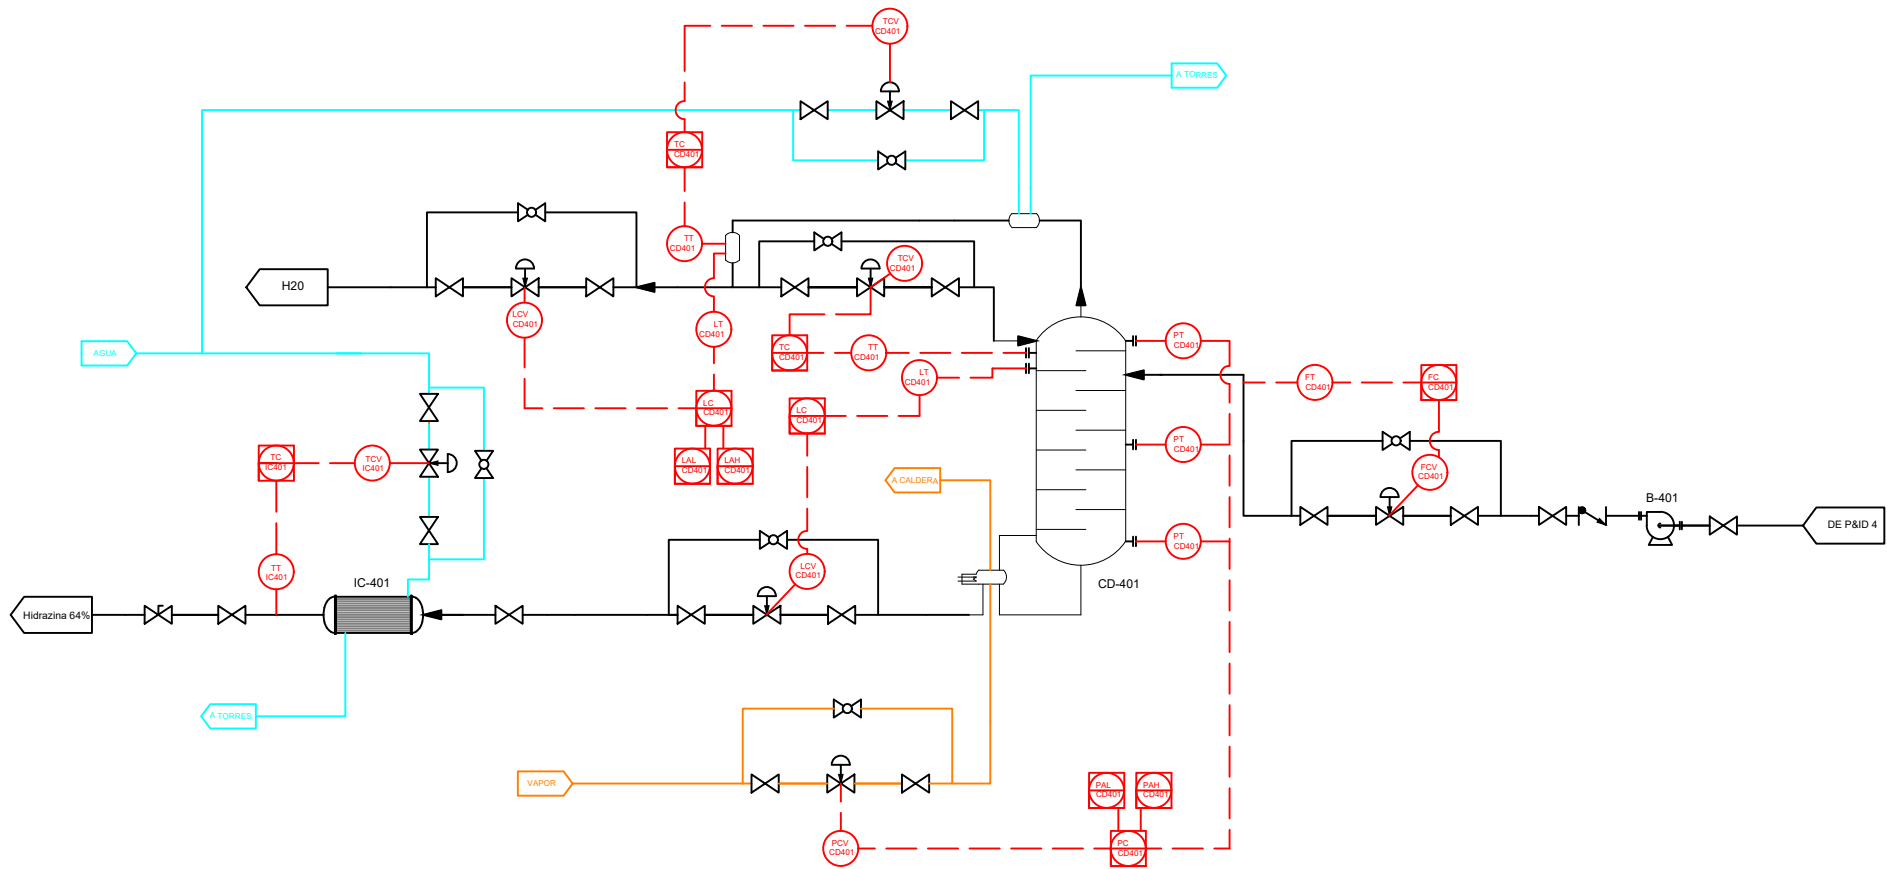 TCV
CD401
A TORRES
TC
CD401
TT
CD401
TCV
CD401
H20
LCV
CD401
LT
CD401
PT
CD401
AGUA
TC
CD401
TT
CD401
LT
CD401
FT
CD401
FC
CD401
LC
CD401
LC
CD401
PT
CD401
TC
IC401
TCV
IC401
LAL
CD401
LAH
CD401
A CALDERA
FCV
CD401
B-401
DE P&ID 4
PT
CD401
TT
IC401
IC-401
LCV
CD401
CD-401
Hidrazina 64%
A TORRES
VAPOR
PAL
CD401
PAH
CD401
PCV
CD401
PC
CD401